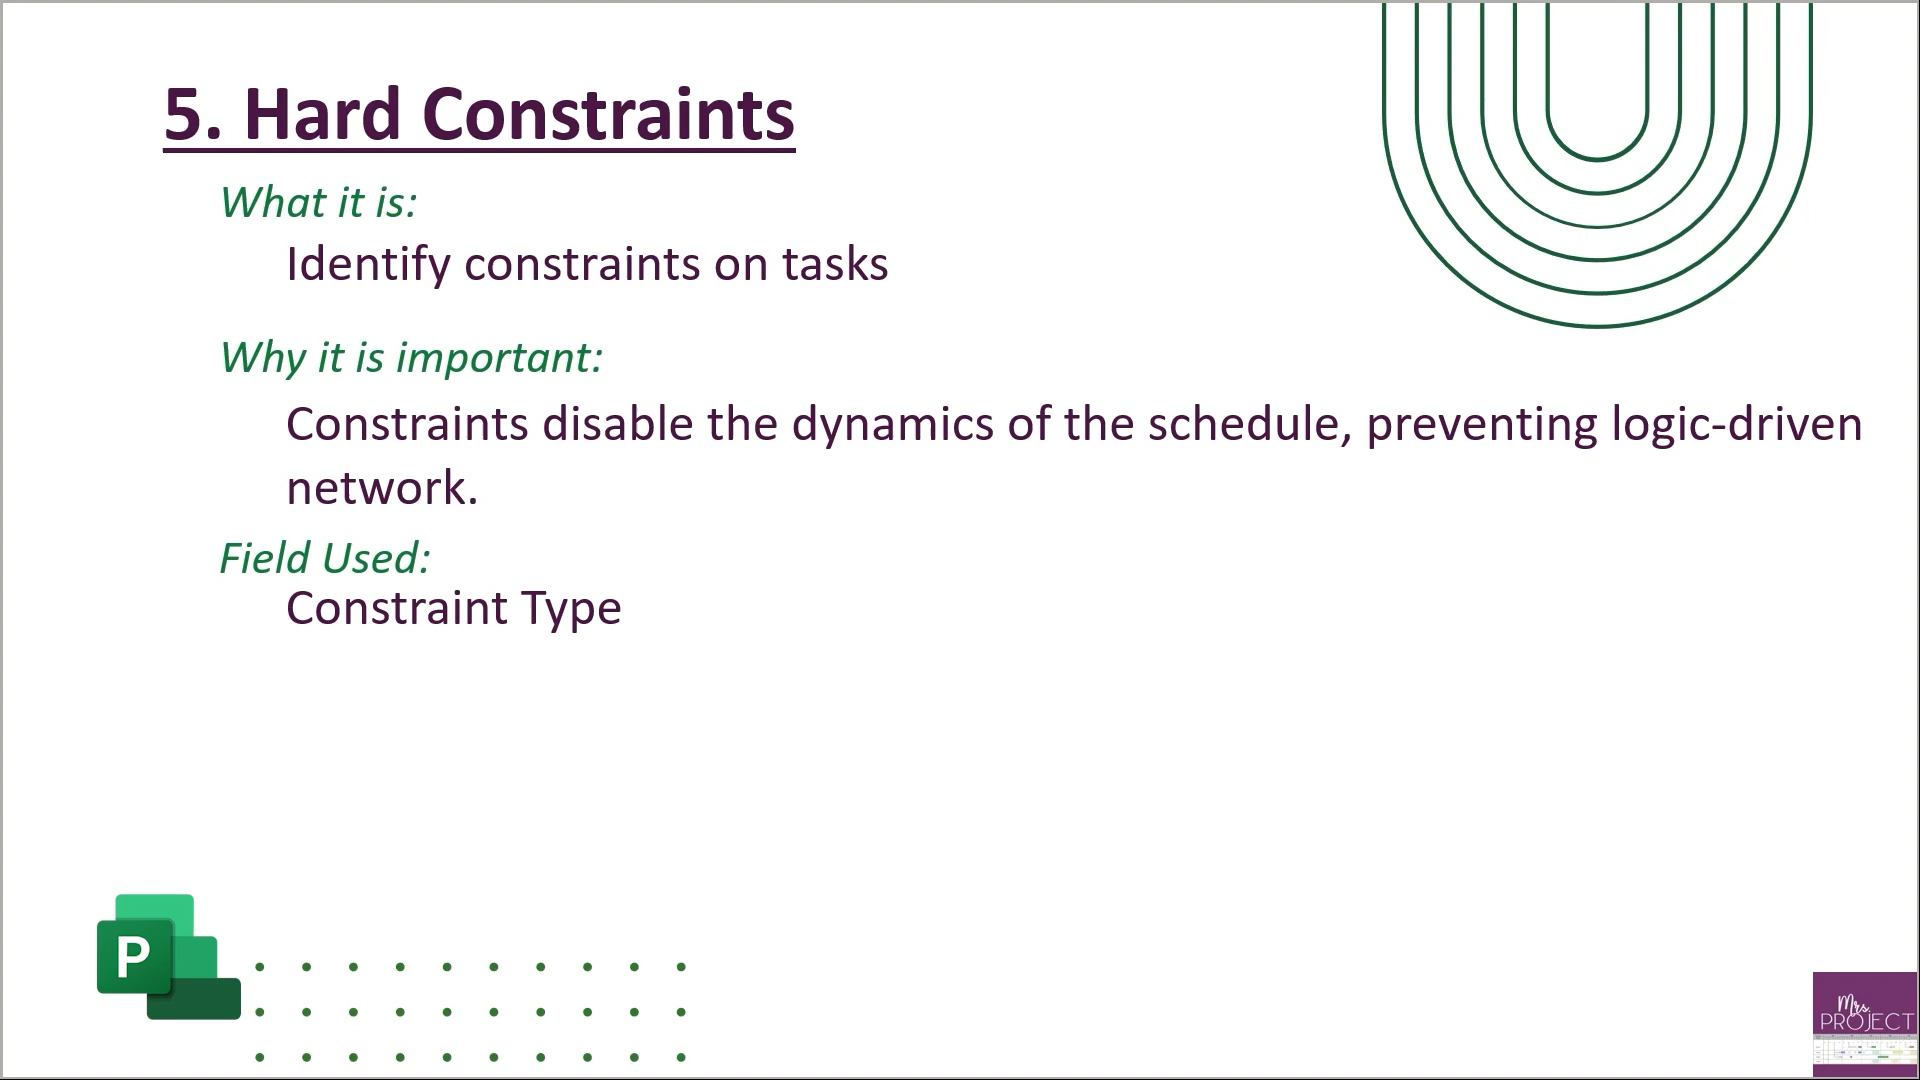 5. Hard Constraints
What it is:
Identify constraints on tasks
Why it is important:
Constraints disable the dynamics of the schedule, preventing logic-driven
network.
Field Used:
Constraint Type
P
Mrs.
PROJECT